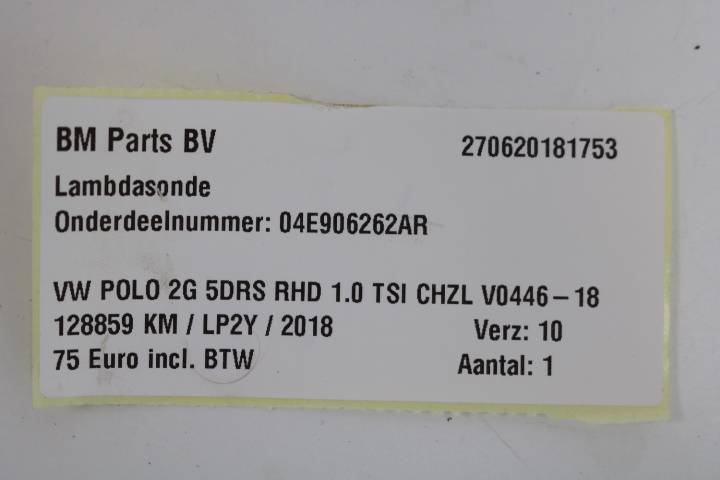 BM Parts BV 270620181753
Lambdasonde
Onderdeelnummer: 04E906262AR
VW POLO 2G 5DRS RHD 1.0 TSI CHZL V0446-18
128859 KM / LP2Y / 2018 Verz: 10
75 Euro incl. BTW Aantal: 1